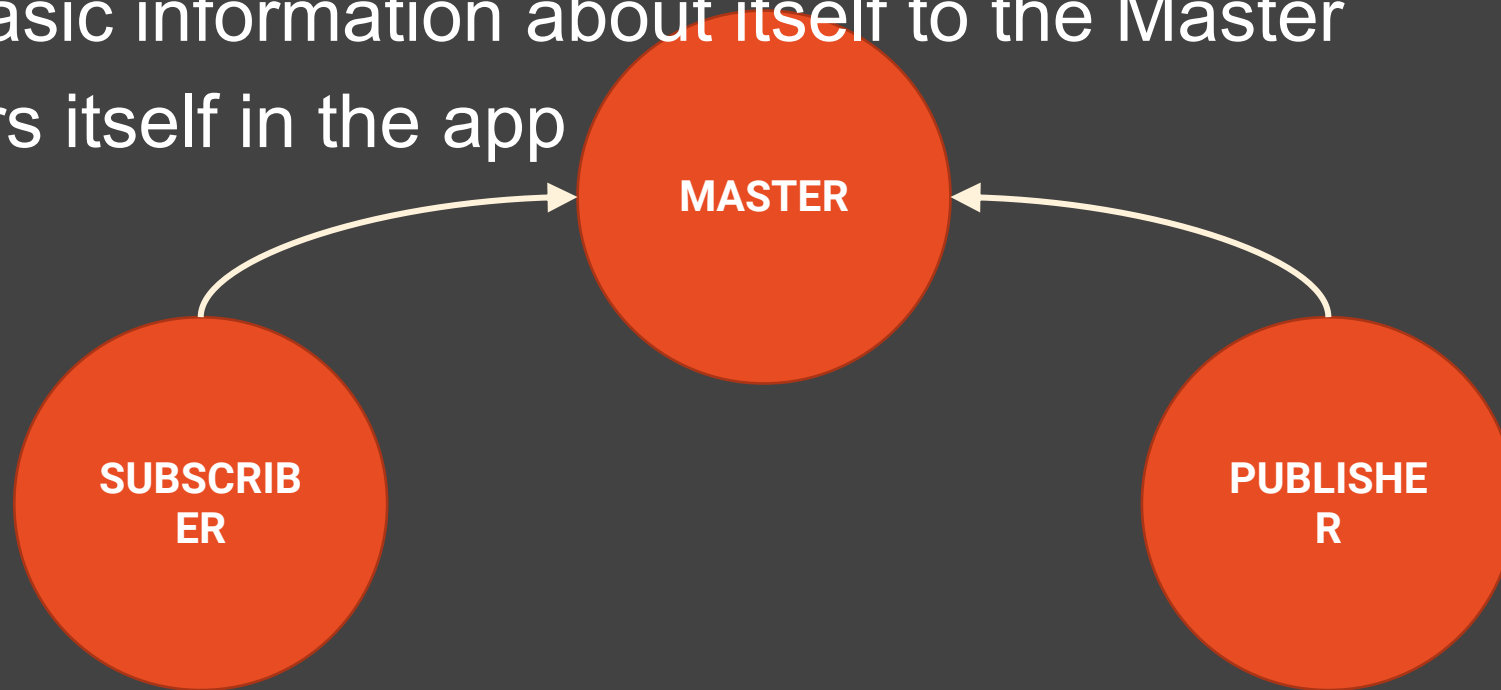 asic information about itself to the Master
rs itself in the app
MASTER
SUBSCRIB
ER
PUBLISHE
R